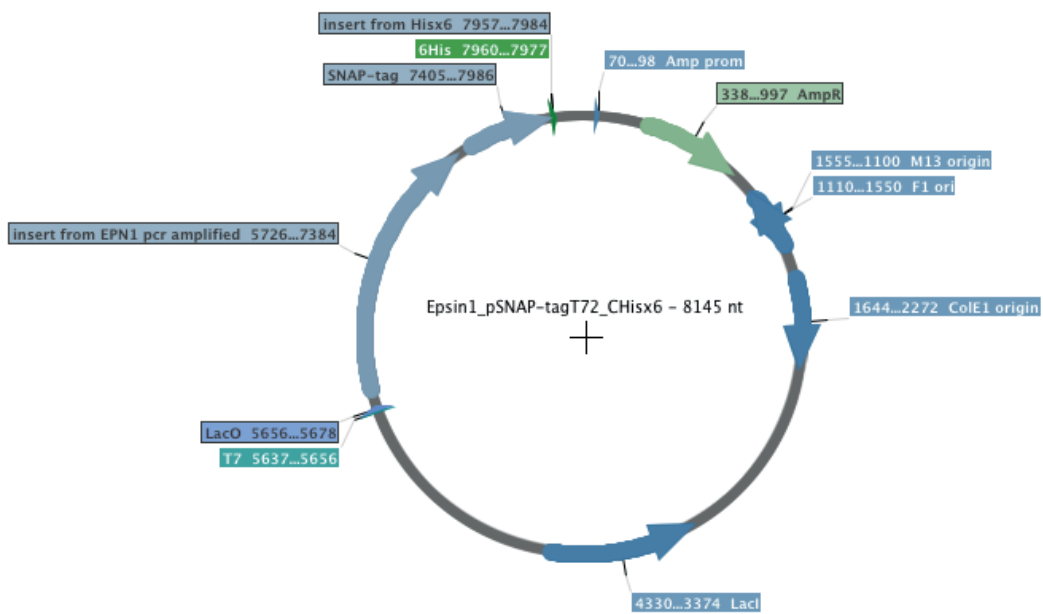 insert from Hisx6 7957...7984
6His 7960...7977
SNAP-tag 7405...7986
70...98 Amp prom
338...997 AmpR
1555...1100 M13 origin
1110...1550 F1 ori
insert from EPN1 pcr amplified 5726...7384
Epsin1_pSNAP-tagT72_CHisx6 - 8145 nt
1644...2272 ColE1 origin
LacO 5656...5678
T7 5637...5656
4330...3374 LacI